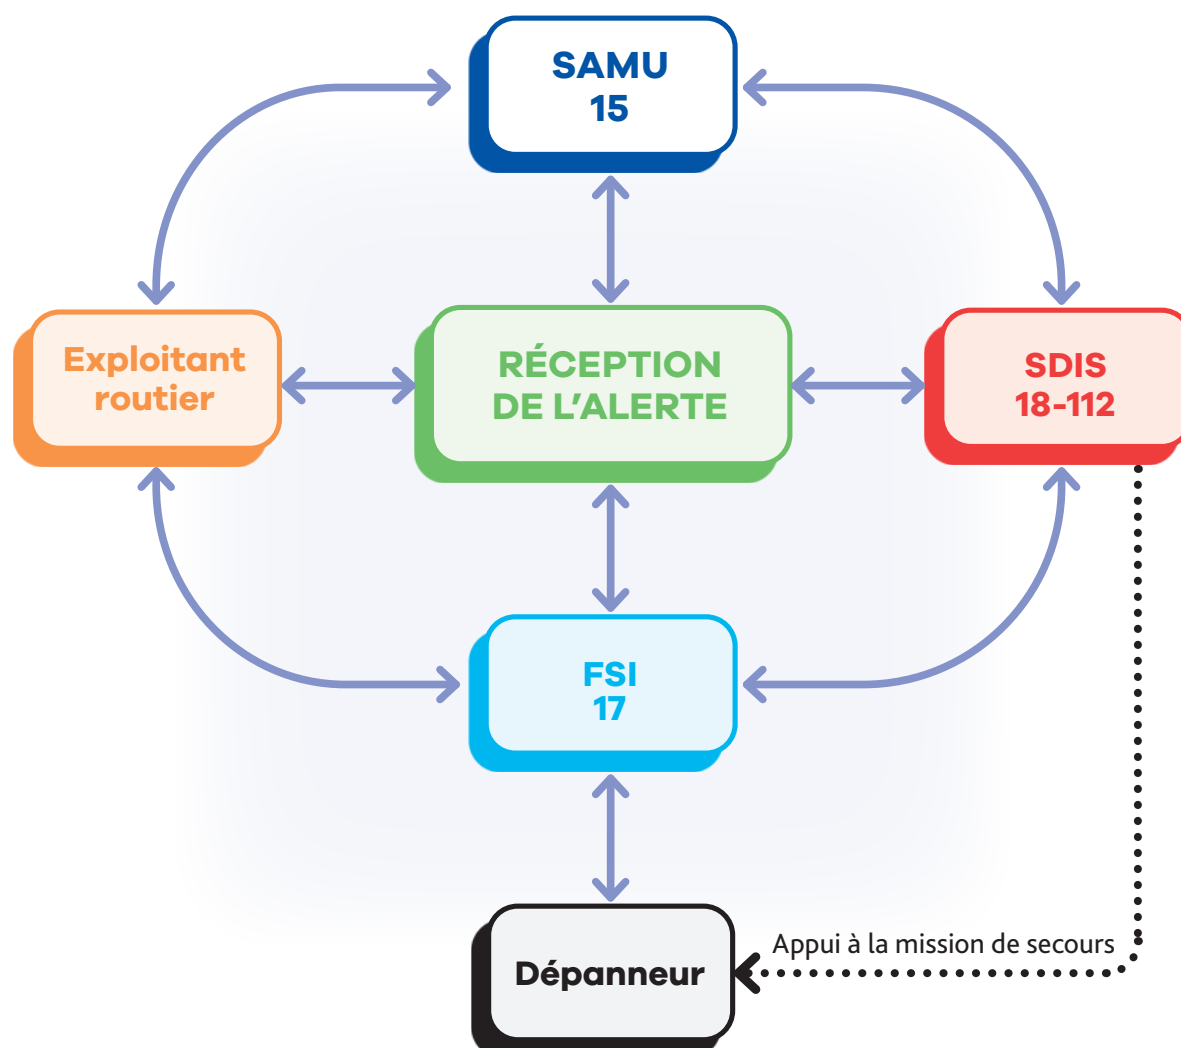 SAMU
15
Exploitant
routier
RÉCEPTION
DE L’ALERTE
SDIS
18-112
FSI
17
Appui à la mission de secours
Dépanneur